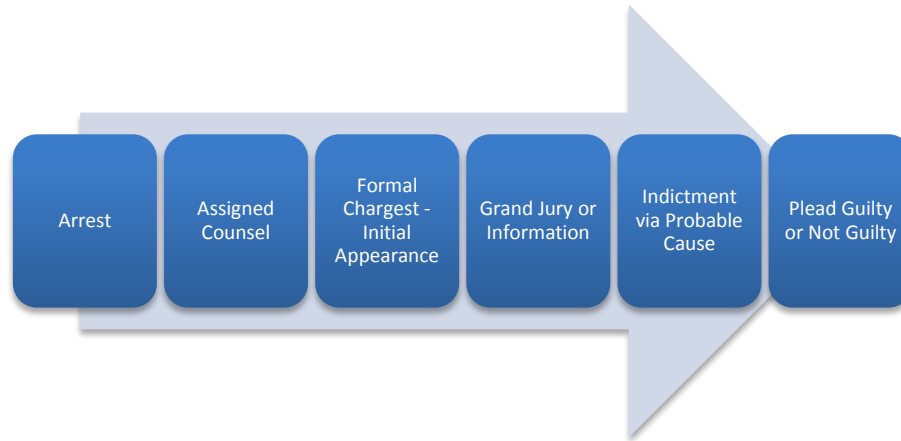 Arrest
Assigned
Counsel
Formal
Chargest -
Initial
Appearance
Grand Jury or
Information
Indictment
via Probable
Cause
Plead Guilty
or Not Guilty